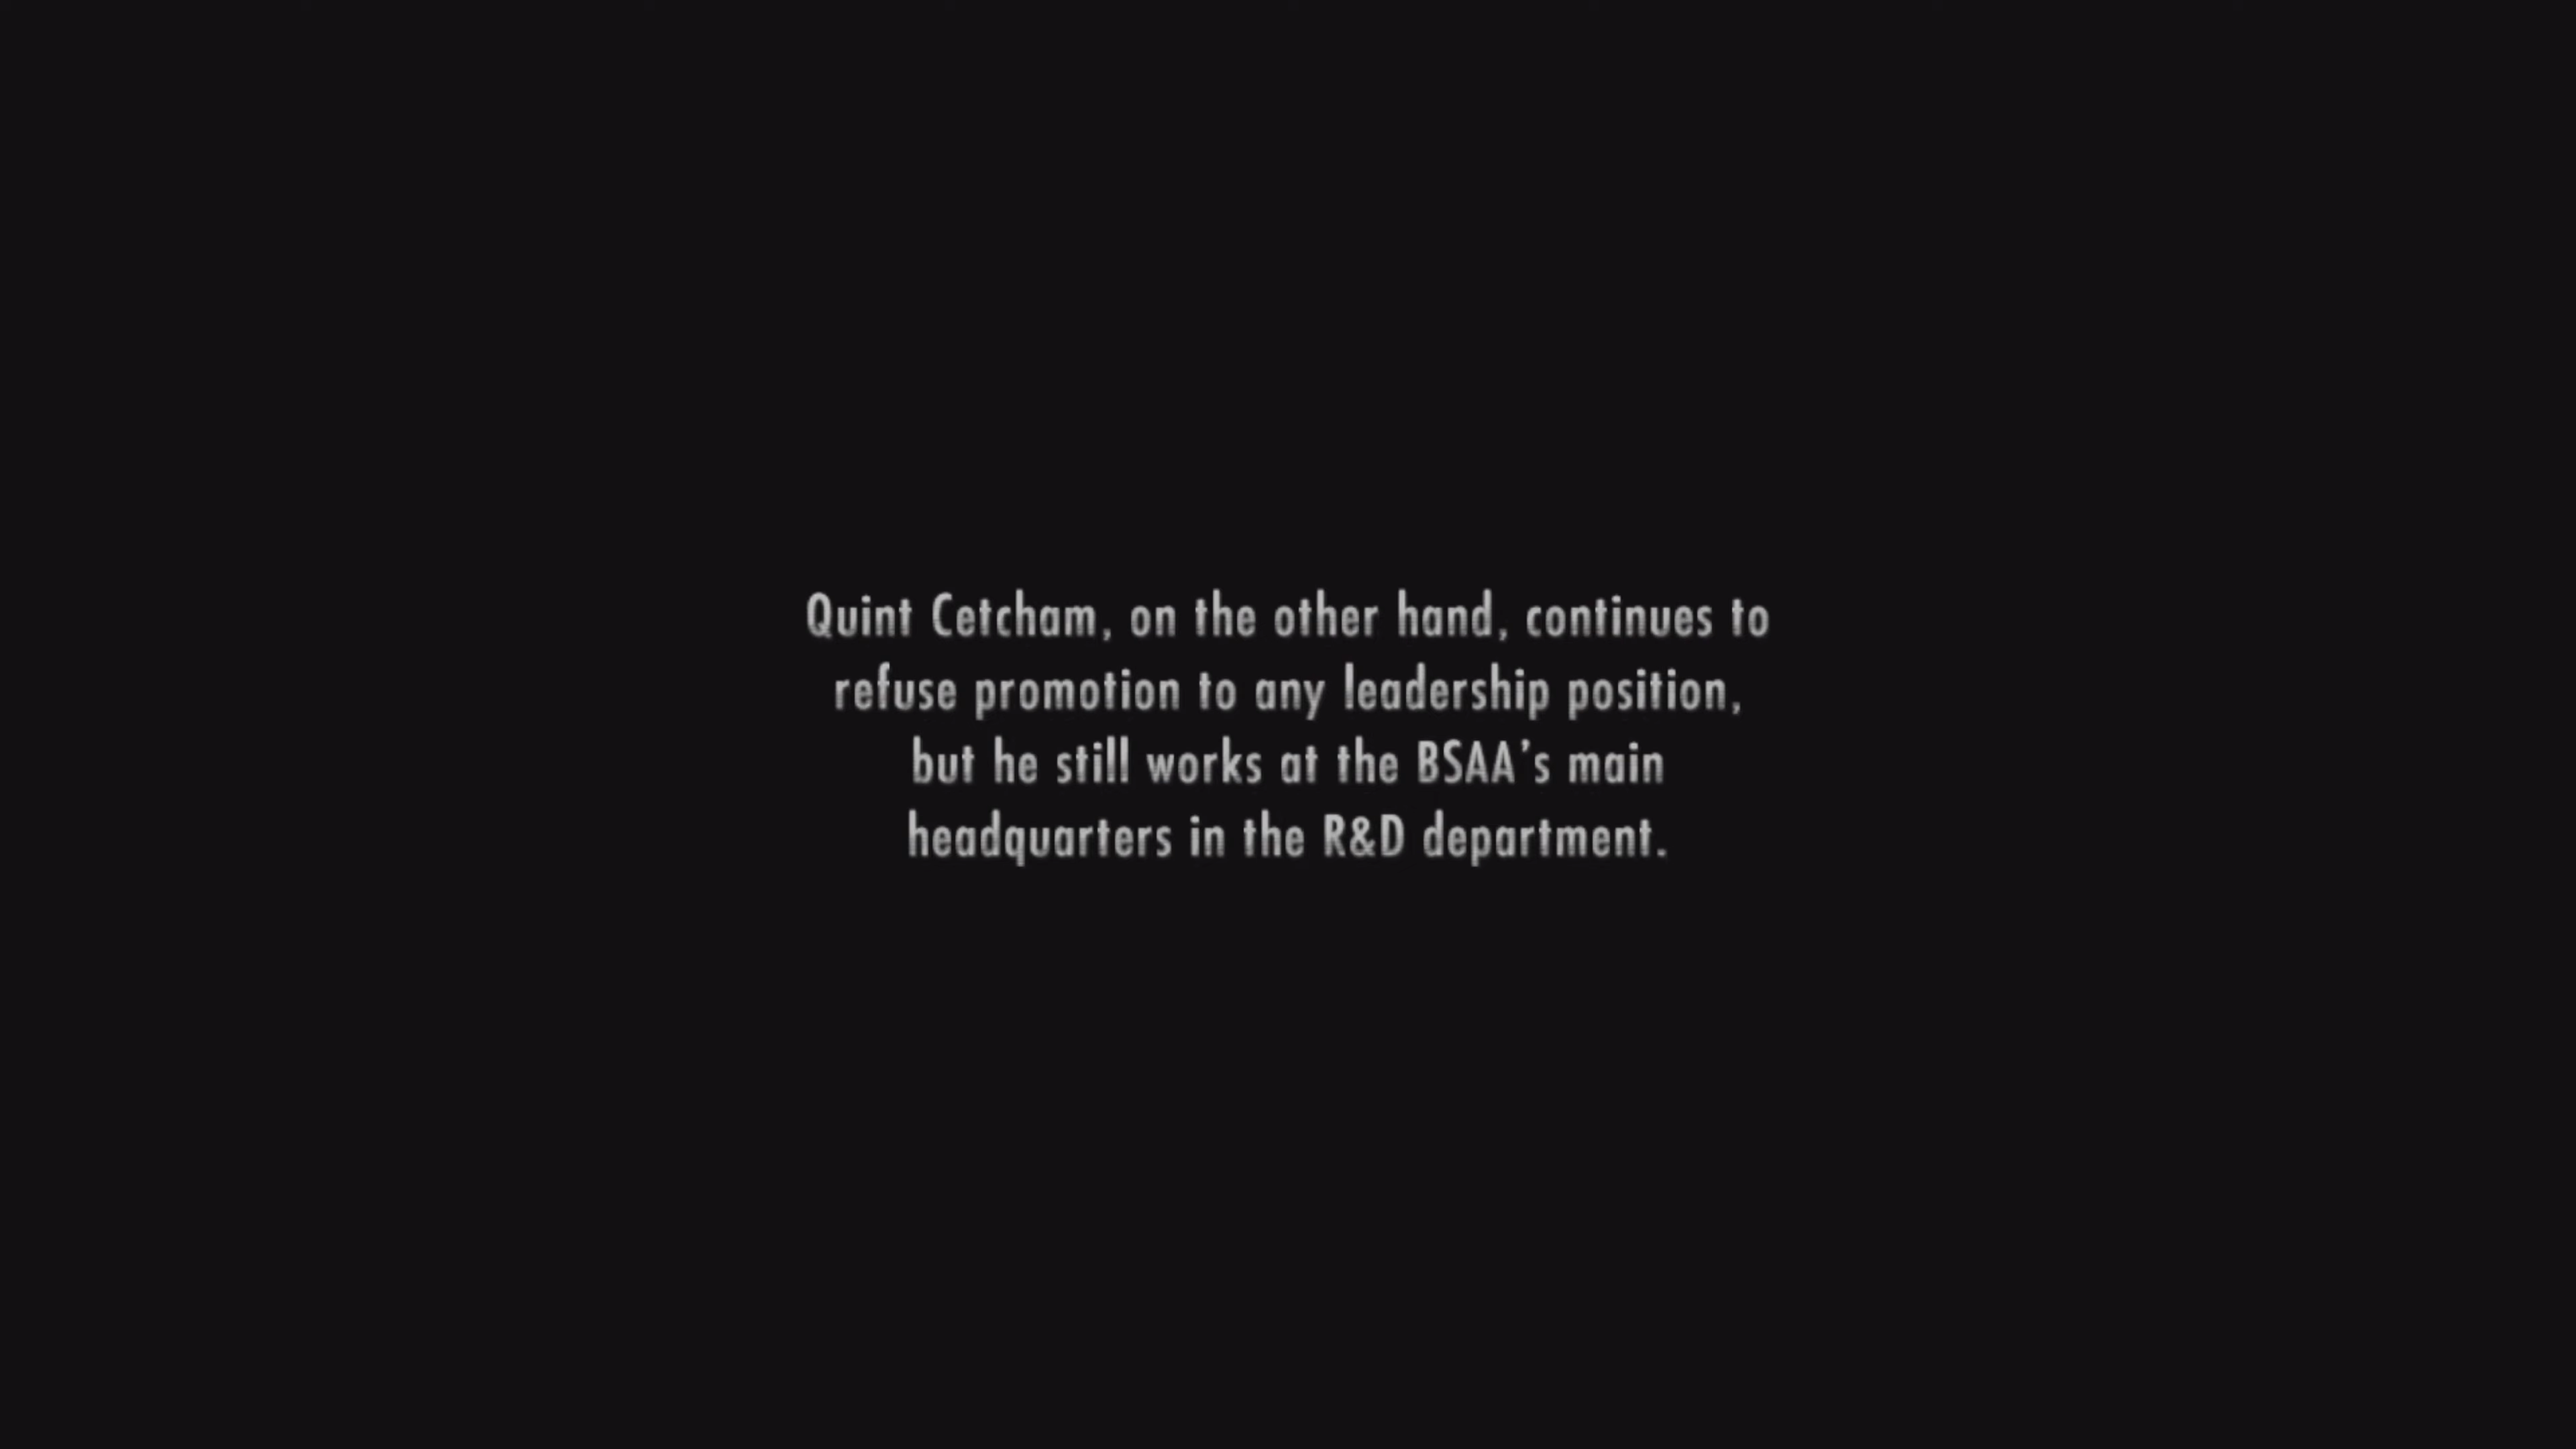 Quint Cetcham, on the other hand, continues to
refuse promotion to any leadership position,
but he still works at the BSAA’s main
headquarters in the R&D department.